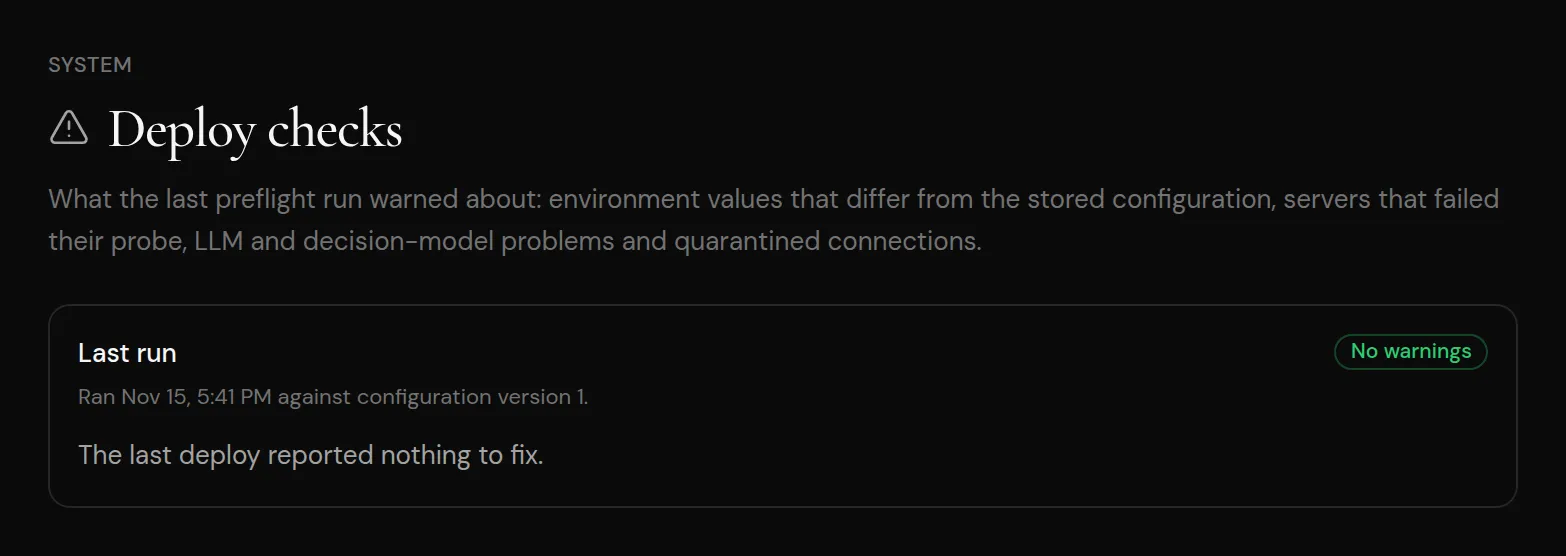 SYSTEM
Deploy checks
What the last preflight run warned about: environment values that differ from the stored configuration, servers that failed
their probe, LLM and decision-model problems and quarantined connections.
Last run
No warnings
Ran Nov 15, 5:41 PM against configuration version 1.
The last deploy reported nothing to fix.